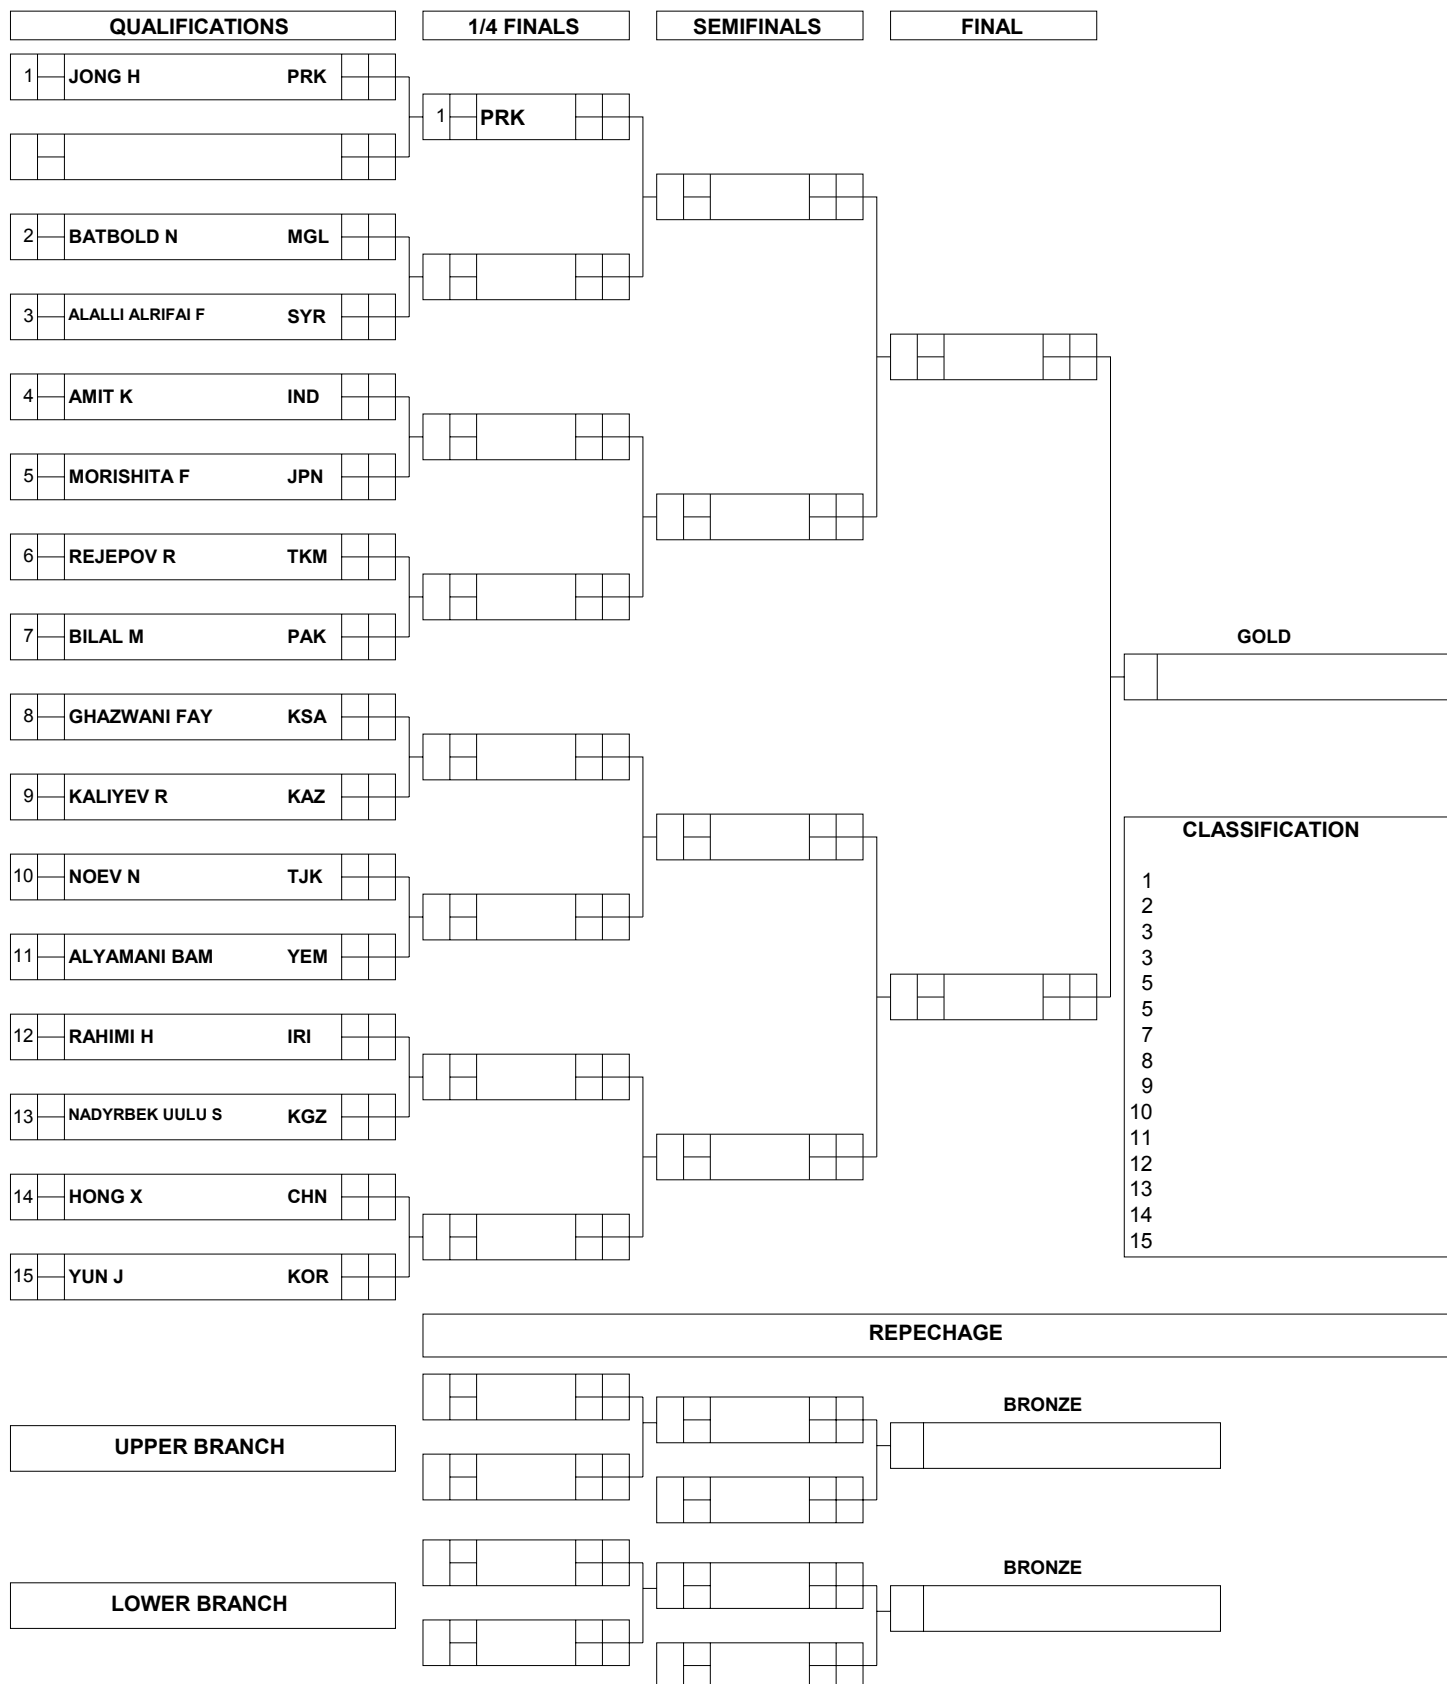 QUALIFICATIONS 1/4 FINALS SEMIFINALS FINAL
1 JONG H PRK
1 PRK
2 BATBOLD N MGL
3 ALALLI ALRIFAI F SYR
4 AMIT K IND
5 MORISHITA F JPN
6 REJEPOV R TKM
7 BILAL M PAK
GOLD
8 GHAZWANI FAY KSA
9 KALIYEV R KAZ
CLASSIFICATION
10 NOEV N TJK
11 ALYAMANI BAM YEM
12 RAHIMI H IRI
13 NADYRBEK UULU S KGZ
14 HONG X CHN
15 YUN J KOR
1
2
3
3
5
5
7
8
9
10
11
12
13
14
15
REPECHAGE
BRONZE
UPPER BRANCH
BRONZE
LOWER BRANCH